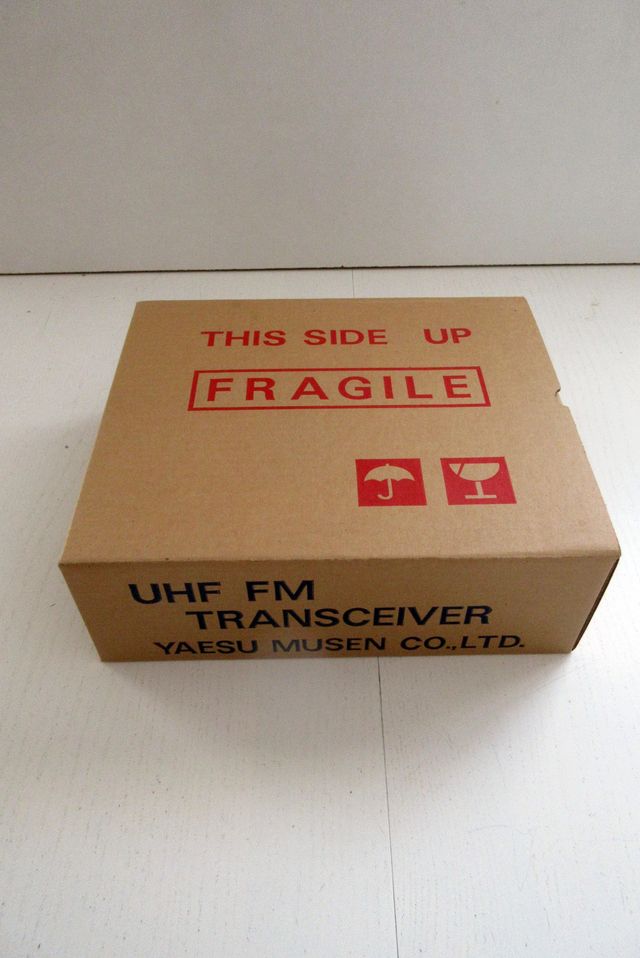 THIS SIDE UP
FRAGILE
UHF FM
TRANSCEIVER
YAESU MUSEN CO.,LTD.